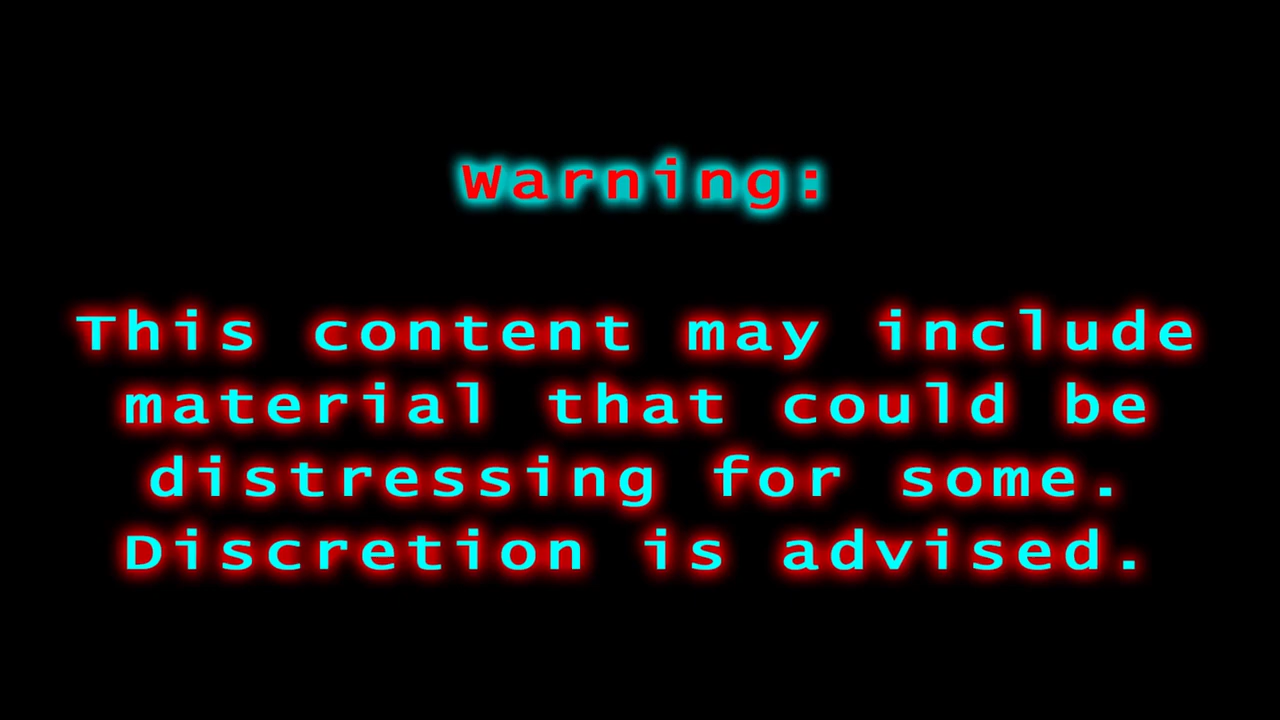 Warning:
This content may include
material that could be
distressing for some.
Discretion is advised.